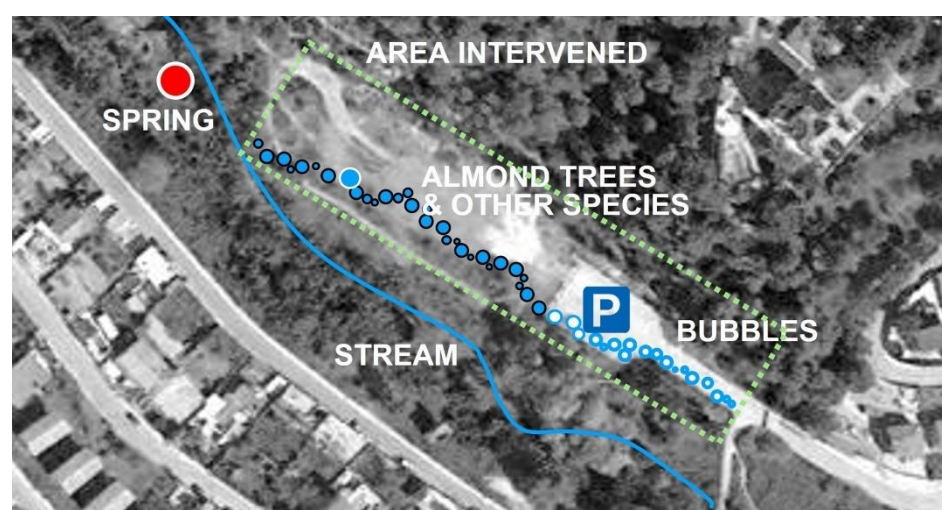 AREA INTERVENED
SPRING
ALMOND TREES
& OTHER SPECIES
P
BUBBLES
STREAM